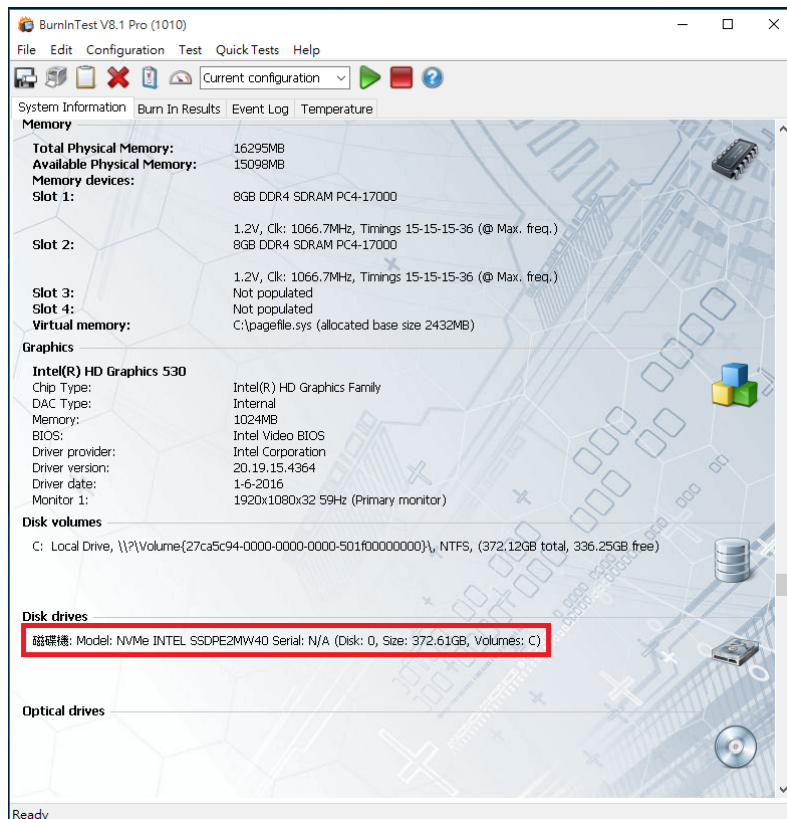 BurnInTest V8.1 Pro (1010)
File Edit Configuration Test Quick Tests Help
Current configuration
System Information Burn In Results Event Log Temperature
Memory
Total Physical Memory: 16295MB
Available Physical Memory: 15098MB
Memory devices:
Slot 1: 8GB DDR4 SDRAM PC4-17000
1.2V, Clk: 1066.7MHz, Timings 15-15-15-36 (@ Max. freq.)
Slot 2: 8GB DDR4 SDRAM PC4-17000
1.2V, Clk: 1066.7MHz, Timings 15-15-15-36 (@ Max. freq.)
Slot 3: Not populated
Slot 4: Not populated
Virtual memory: C:\pagefile.sys (allocated base size 2432MB)
Graphics
Intel(R) HD Graphics 530
Chip Type: Intel(R) HD Graphics Family
DAC Type: Internal
Memory: 1024MB
BIOS: Intel Video BIOS
Driver provider: Intel Corporation
Driver version: 20.19.15.4364
Driver date: 1-6-2016
Monitor 1: 1920x1080x32 59Hz (Primary monitor)
Disk volumes
C: Local Drive, \\?\Volume{27ca5c94-0000-0000-0000-501f00000000}\, NTFS, (372.12GB total, 336.25GB free)
Disk drives
磁碟機: Model: NVMe INTEL SSDPE2MW40 Serial: N/A (Disk: 0, Size: 372.61GB, Volumes: C)
Optical drives
Ready